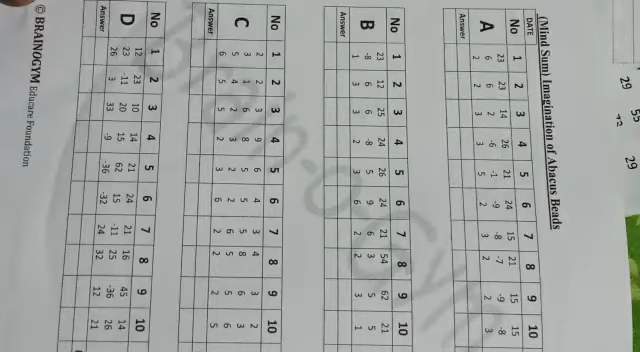 55 29
29 72
(Mind Sum) Imagination of Abacus Beads
DATE
No 1 2 3 4 5 6 7 8 9 10
23 23 14 26 21 24 15 21 15 15
A 6 6 2 -6 -1 -9 -8 -7 -9 -8
2 2 3 3 5 2 3 2 3
Answer
No 1 2 3 4 5 6 7 8 9 10
23 12 25 24 26 24 21 54 62 21
B -8 6 6 -8 5 9 6 3 5 5
1 3 3 2 3 6 2 2 3 1
Answer
No 1 2 3 4 5 6 7 8 9 10
2 2 3 9 6 4 3 4 3 2
3 1 6 8 5 5 5 8 6 3
C 5 4 2 3 2 2 6 5 5 6
6 5 5 2 3 6 2 2 2 5
Answer
No 1 2 3 4 5 6 7 8 9 10
12 23 10 14 21 24 21 16 45 14
D 23 -11 20 15 62 15 -11 25 -36 26
26 3 33 -9 -36 -32 24 32 12 21
Answer
© BRAINOGYM Educare Foundation
Brain-o-Gym